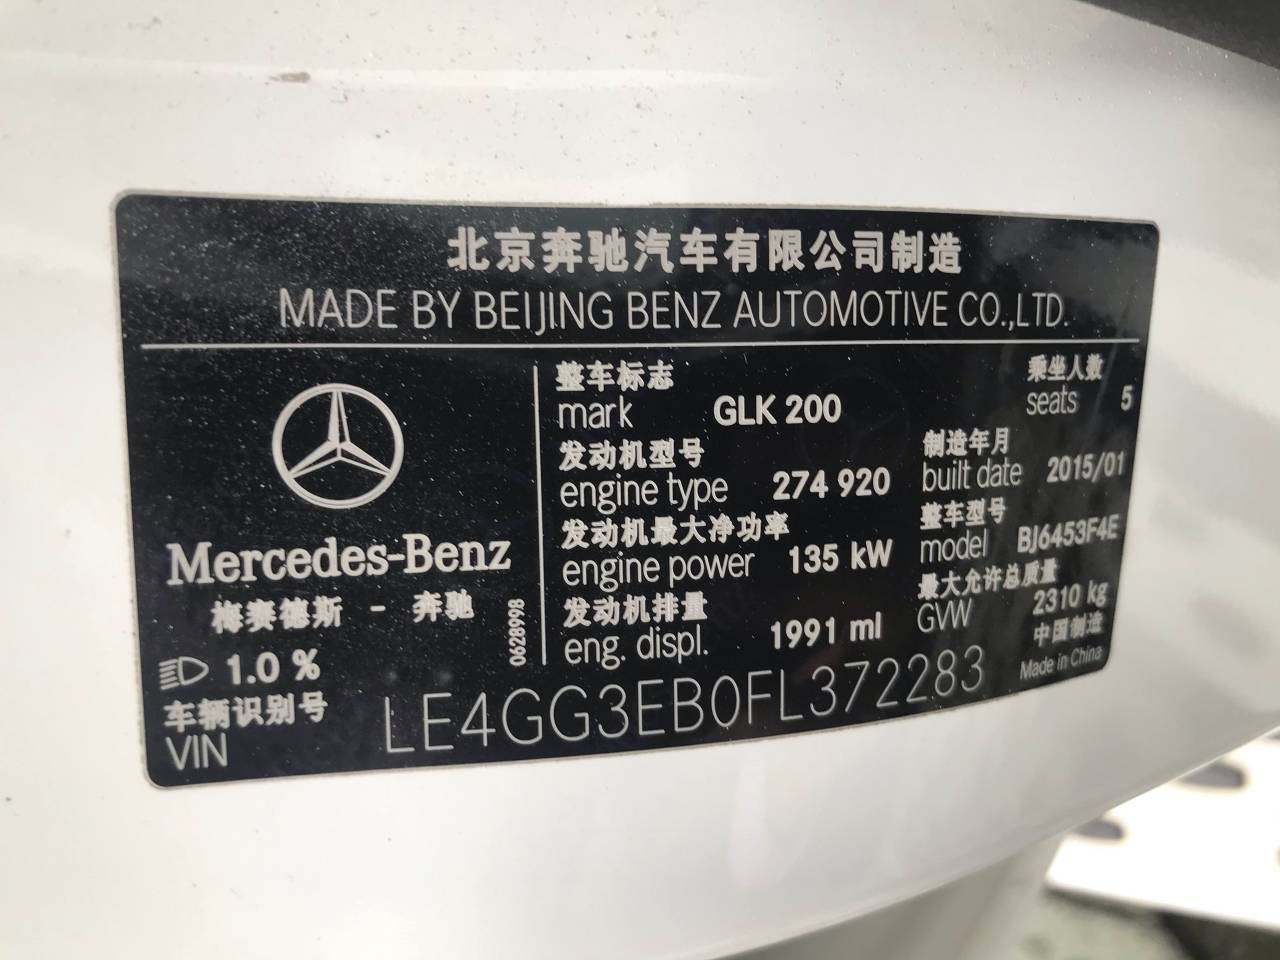 北京奔驰汽车有限公司制造
MADE BY BEIJING BENZ AUTOMOTIVE CO.,LTD.
Mercedes-Benz
梅赛德斯 - 奔驰
1.0 %
0628998
整车标志
mark GLK 200
乘坐人数
seats 5
发动机型号
engine type 274 920
制造年月
built date 2015/01
发动机最大净功率
engine power 135 kW
整车型号
model BJ6453F4E
发动机排量
eng. displ. 1991 ml
最大允许总质量
GVW 2310 kg
中国制造
Made in China
车辆识别号
VIN LE4GG3EB0FL372283